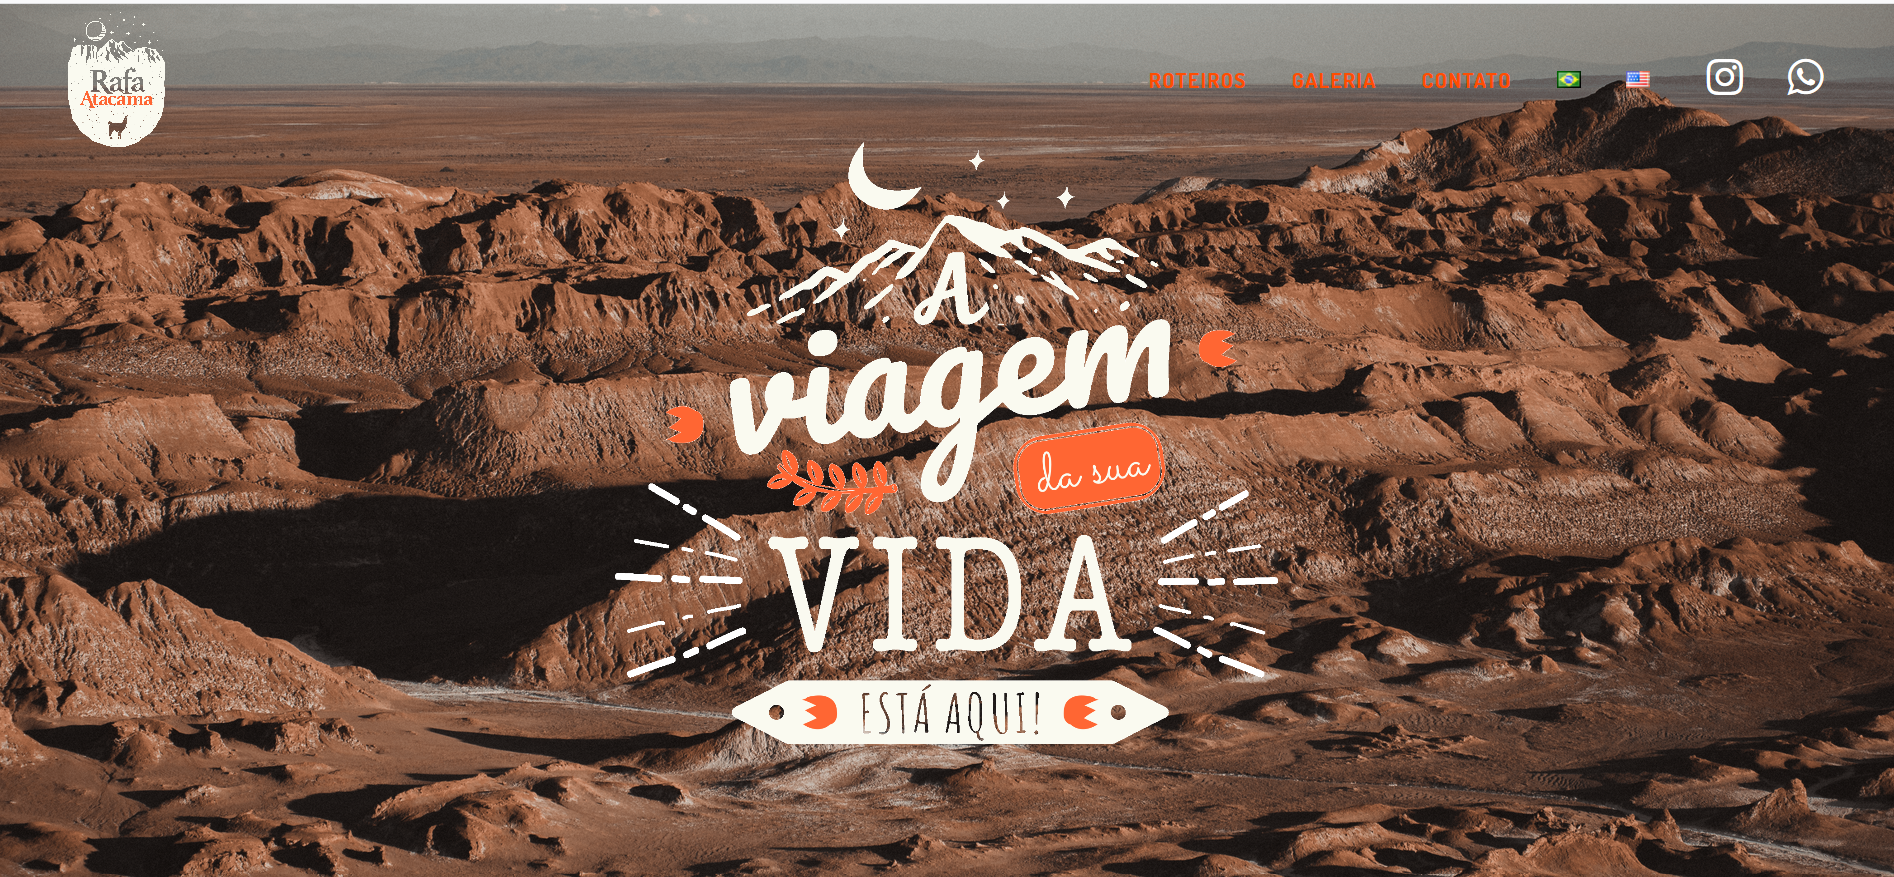 Rafa
Atacama
ROTEIROS GALERIA CONTATO
A
viagem
da sua
VIDA
ESTÁ AQUI!